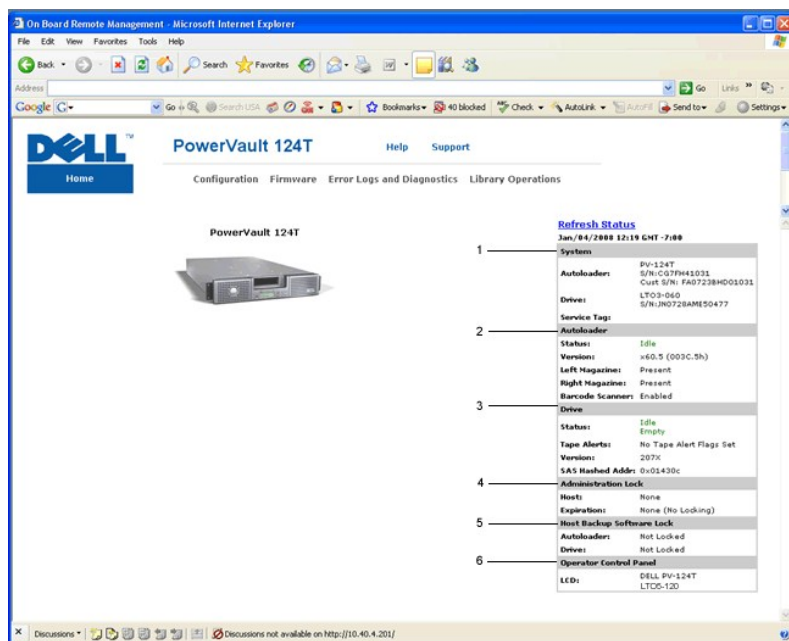 On Board Remote Management - Microsoft Internet Explorer
File Edit View Favorites Tools Help
Back Search Favorites
Address Go Links »
Google G Go Search USA Bookmarks 40 blocked Check AutoLink AutoFill Send to Settings
DELL™ PowerVault 124T Help Support
Home Configuration Firmware Error Logs and Diagnostics Library Operations
PowerVault 124T
Refresh Status
Jan/04/2008 12:19 GMT -7:00
1 System
Autoloader: PV-124T
S/N:CG7FH41031
Cust S/N: FA0723BHD01031
Drive: LTO3-060
S/N:JN0728AME50477
Service Tag:
2 Autoloader
Status: Idle
Version: x60.5 (003C.5h)
Left Magazine: Present
Right Magazine: Present
Barcode Scanner: Enabled
3 Drive
Status: Idle
Empty
Tape Alerts: No Tape Alert Flags Set
Version: 207X
SAS Hashed Addr: 0x01430c
4 Administration Lock
Host: None
Expiration: None (No Locking)
5 Host Backup Software Lock
Autoloader: Not Locked
Drive: Not Locked
6 Operator Control Panel
LCD: DELL PV-124T
LTO5-120
Discussions Discussions not available on http://10.40.4.201/